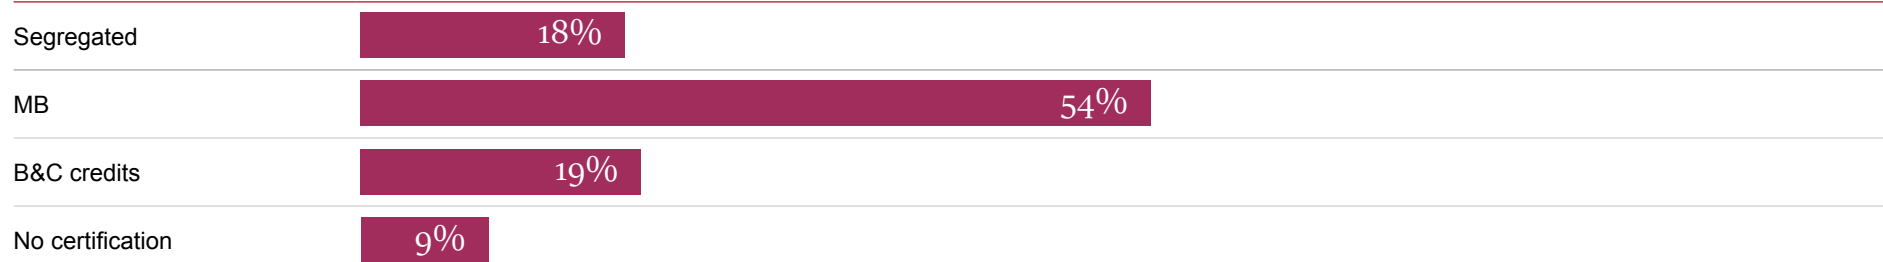 Segregated 18%
MB 54%
B&C credits 19%
No certification 9%